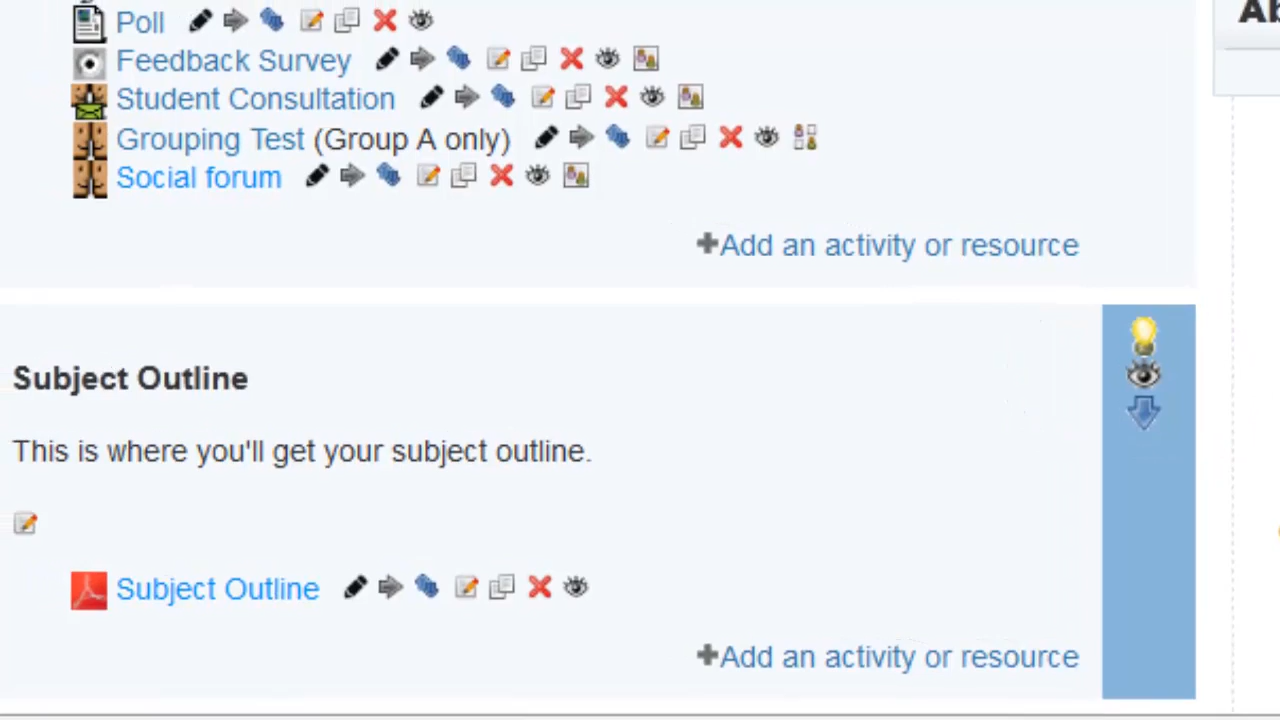 Poll
Feedback Survey
Student Consultation
Grouping Test (Group A only)
Social forum
Add an activity or resource
Subject Outline
This is where you'll get your subject outline.
Subject Outline
Add an activity or resource